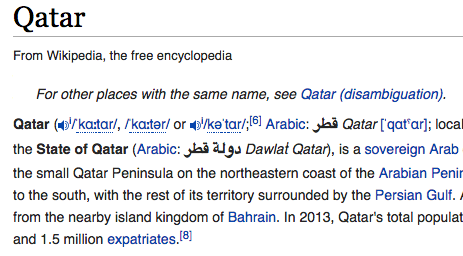 Qatar
From Wikipedia, the free encyclopedia
For other places with the same name, see Qatar (disambiguation).
Qatar (/ˈkɑːtɑr/, /ˈkɑːtər/ or /kəˈtɑr/;[6] Arabic: قطر Qatar [ˈqatˤɑr]; local
the State of Qatar (Arabic: دولة قطر Dawlat Qatar), is a sovereign Arab
the small Qatar Peninsula on the northeastern coast of the Arabian Penin
to the south, with the rest of its territory surrounded by the Persian Gulf.
from the nearby island kingdom of Bahrain. In 2013, Qatar's total populat
and 1.5 million expatriates.[8]